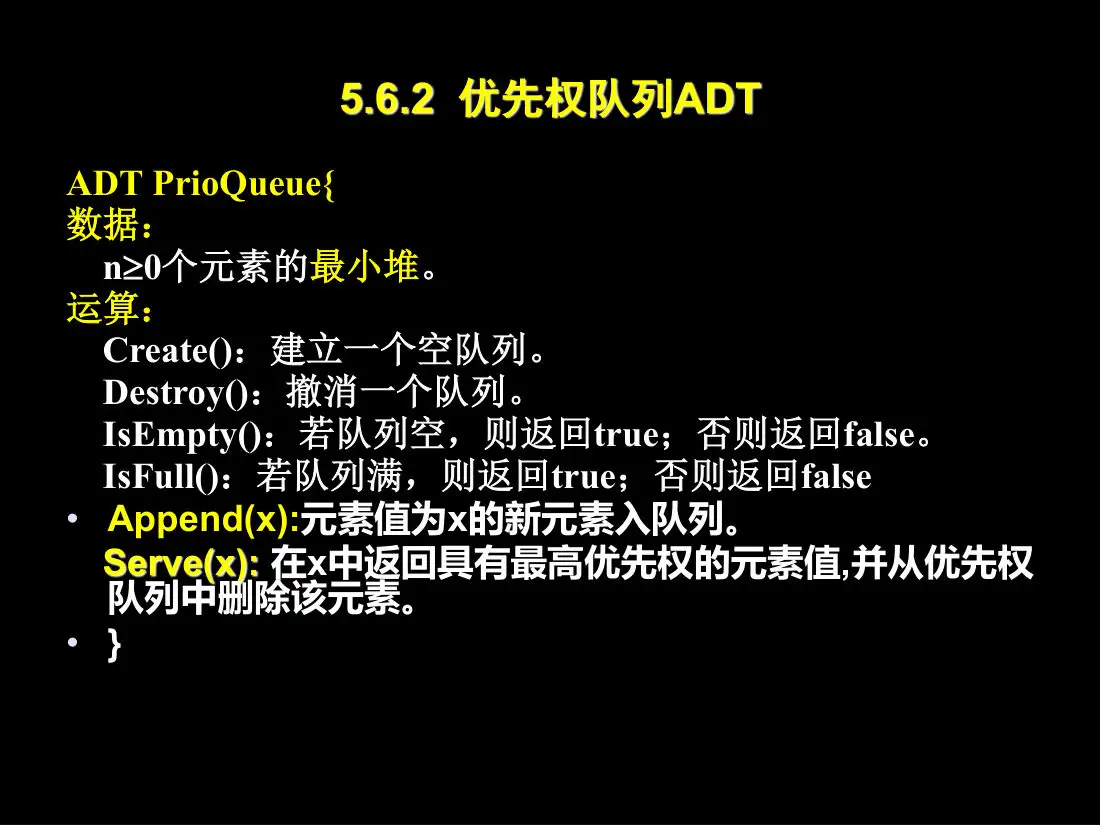 5.6.2 优先权队列ADT
ADT PrioQueue{
数据：
n≥0个元素的最小堆。
运算：
Create()：建立一个空队列。
Destroy()：撤消一个队列。
IsEmpty()：若队列空，则返回true；否则返回false。
IsFull()：若队列满，则返回true；否则返回false
• Append(x):元素值为x的新元素入队列。
Serve(x): 在x中返回具有最高优先权的元素值,并从优先权
队列中删除该元素。
• }